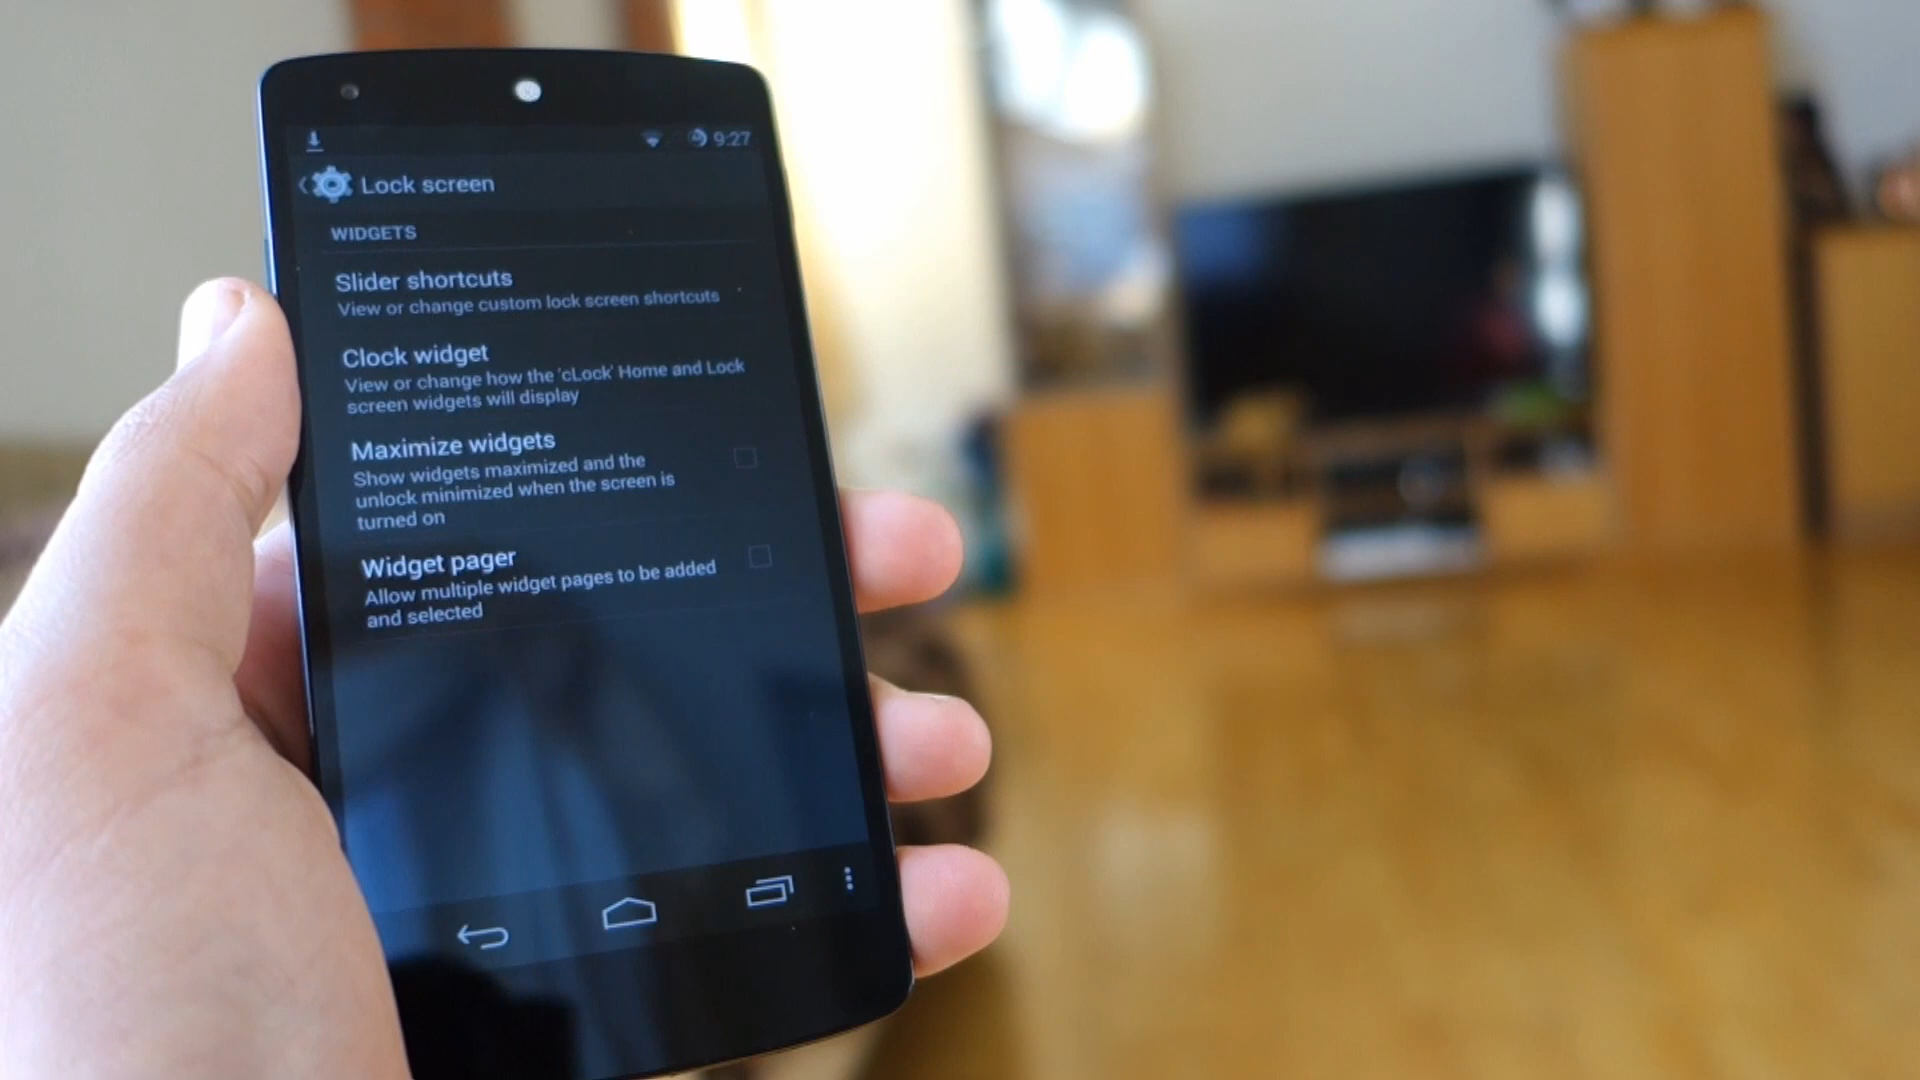 9:27
Lock screen
WIDGETS
Slider shortcuts
View or change custom lock screen shortcuts
Clock widget
View or change how the 'cLock' Home and Lock
screen widgets will display
Maximize widgets
Show widgets maximized and the
unlock minimized when the screen is
turned on
Widget pager
Allow multiple widget pages to be added
and selected